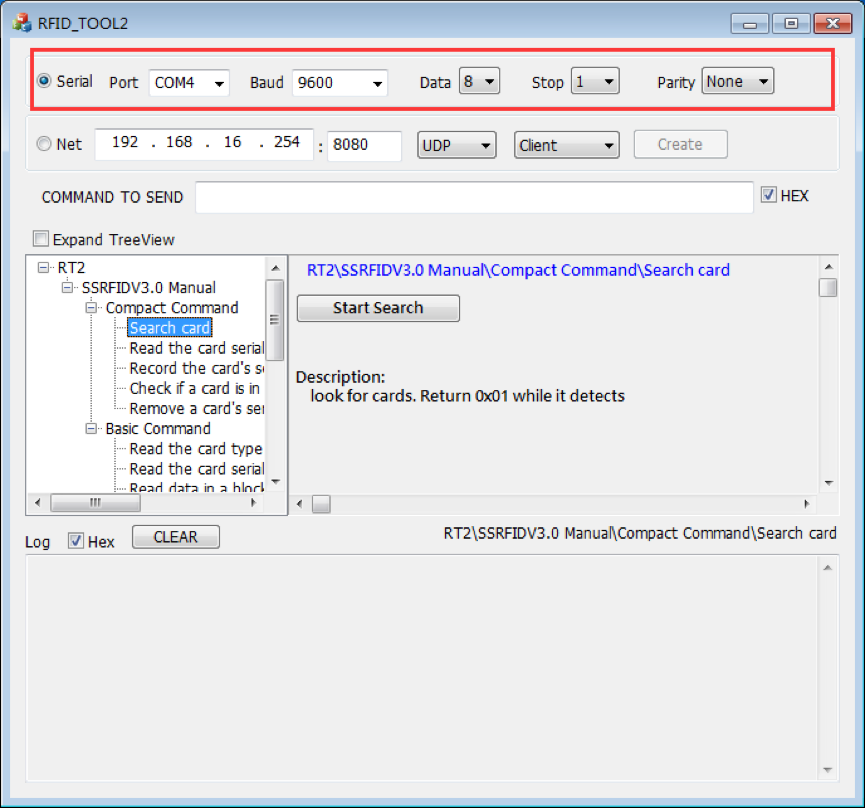 RFID_TOOL2
Serial Port COM4 Baud 9600 Data 8 Stop 1 Parity None
Net 192 . 168 . 16 . 254 : 8080 UDP Client Create
COMMAND TO SEND HEX
Expand TreeView
RT2
SSRFIDV3.0 Manual
Compact Command
Search card
Read the card serial
Record the card's s
Check if a card is in
Remove a card's ser
Basic Command
Read the card type
Read the card serial
Read data in a block
RT2\SSRFIDV3.0 Manual\Compact Command\Search card
Start Search
Description:
look for cards. Return 0x01 while it detects
Log Hex CLEAR RT2\SSRFIDV3.0 Manual\Compact Command\Search card